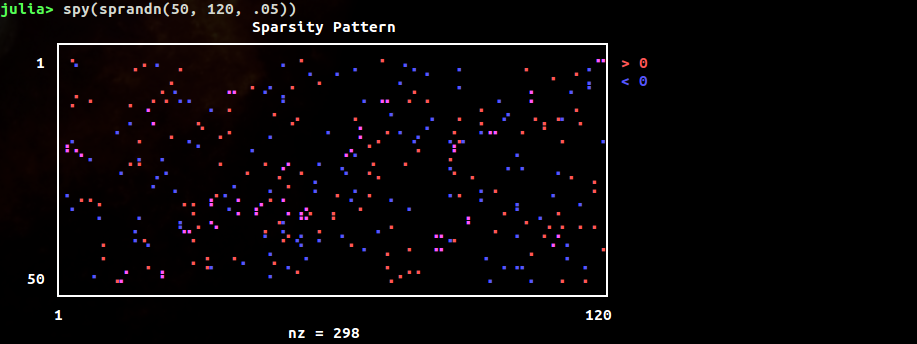 julia> spy(sprandn(50, 120, .05))
Sparsity Pattern
1
> 0
< 0
50
1 120
nz = 298